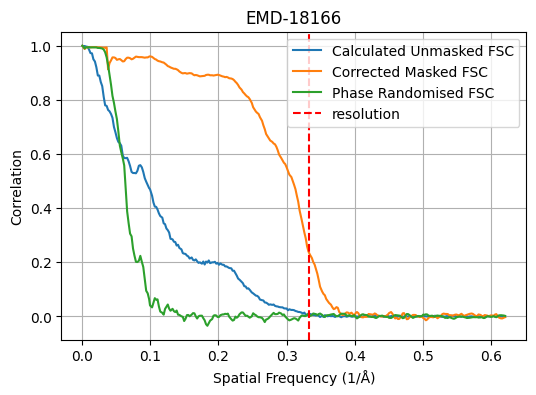 EMD-18166
Calculated Unmasked FSC
Corrected Masked FSC
Phase Randomised FSC
resolution
Correlation
1.0
0.8
0.6
0.4
0.2
0.0
0.0 0.1 0.2 0.3 0.4 0.5 0.6
Spatial Frequency (1/Å)